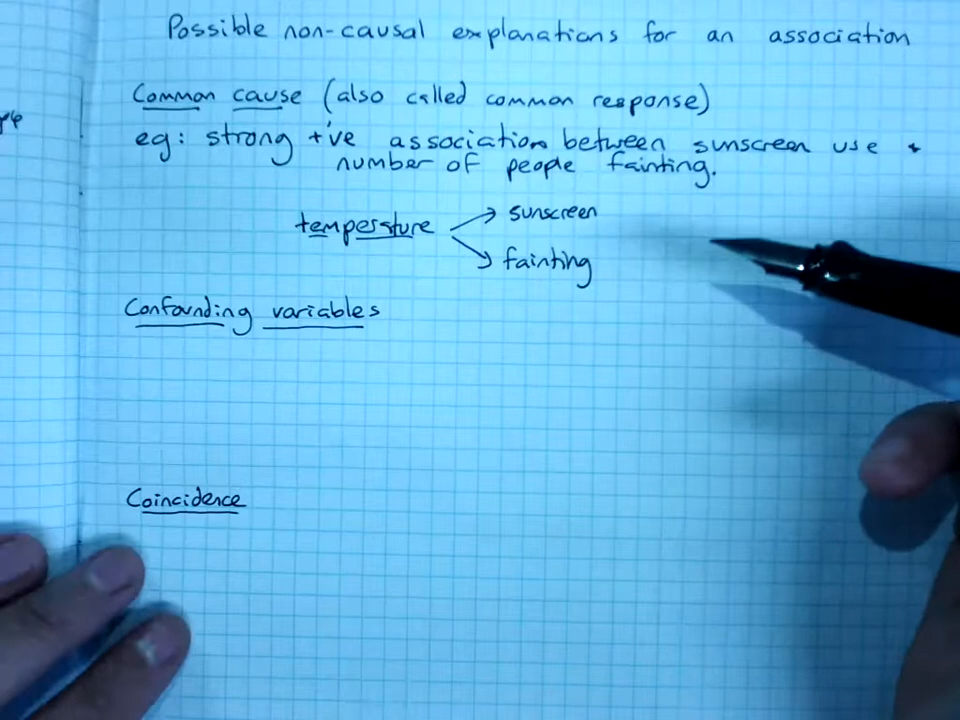 Possible non-causal explanations for an association
Common cause (also called common response)
eg: strong +'ve association between sunscreen use +
number of people fainting.
temperature → sunscreen
→ fainting
Confounding variables
Coincidence